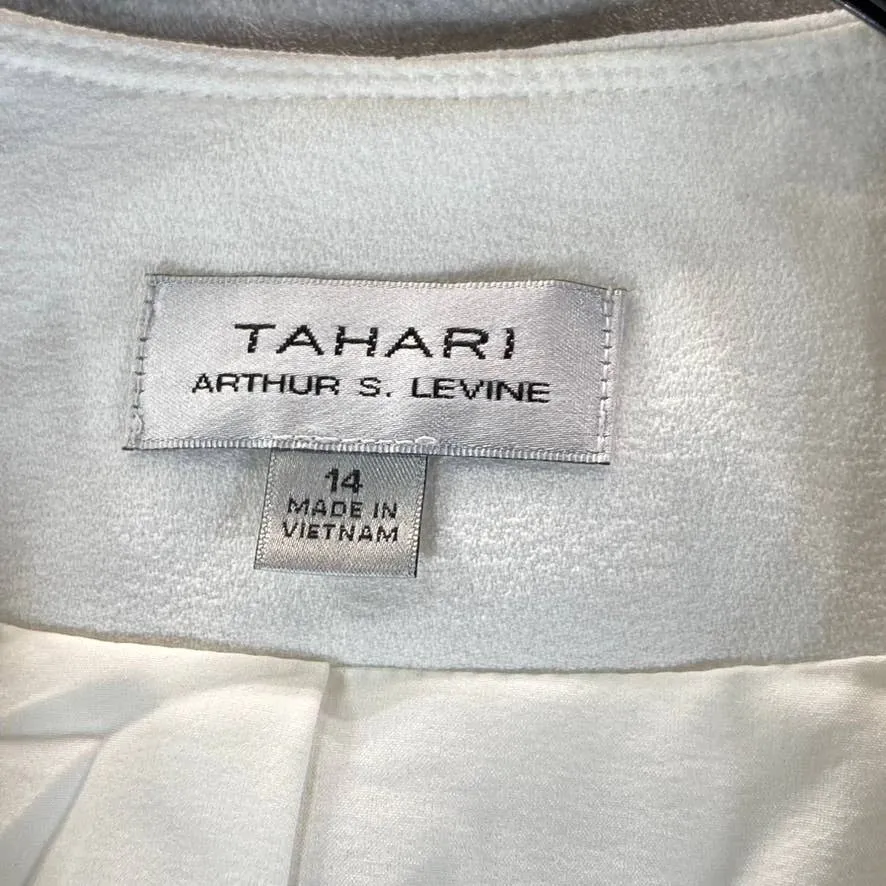 TAHARI
ARTHUR S. LEVINE
14
MADE IN
VIETNAM